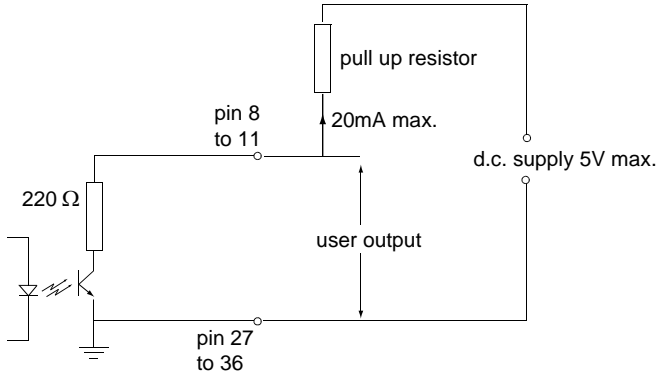 pull up resistor
pin 8
to 11
20mA max.
d.c. supply 5V max.
220 Ω
user output
pin 27
to 36